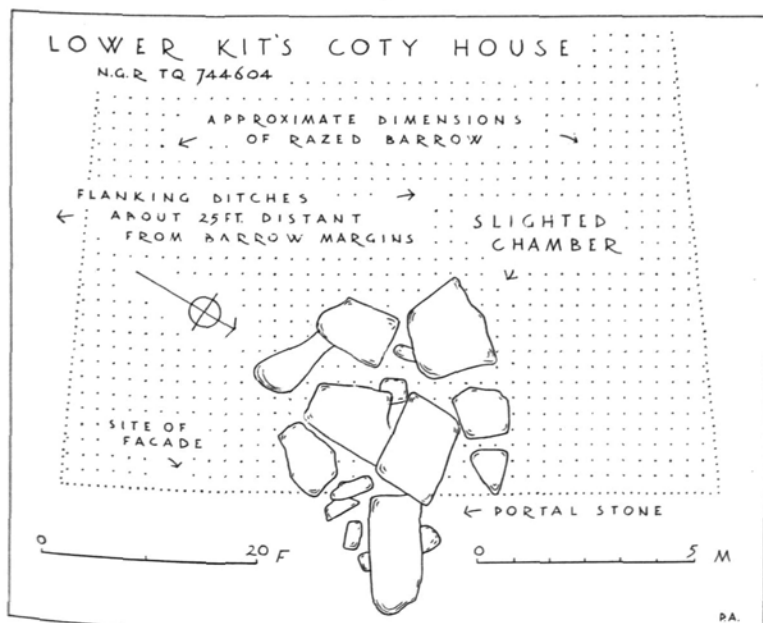 LOWER KIT'S COTY HOUSE
N.G.R TQ 744604
APPROXIMATE DIMENSIONS
OF RAZED BARROW
FLANKING DITCHES
ABOUT 25FT. DISTANT
FROM BARROW MARGINS
SLIGHTED
CHAMBER
SITE OF
FACADE
PORTAL STONE
0 20 F
0 5 M
P.A.